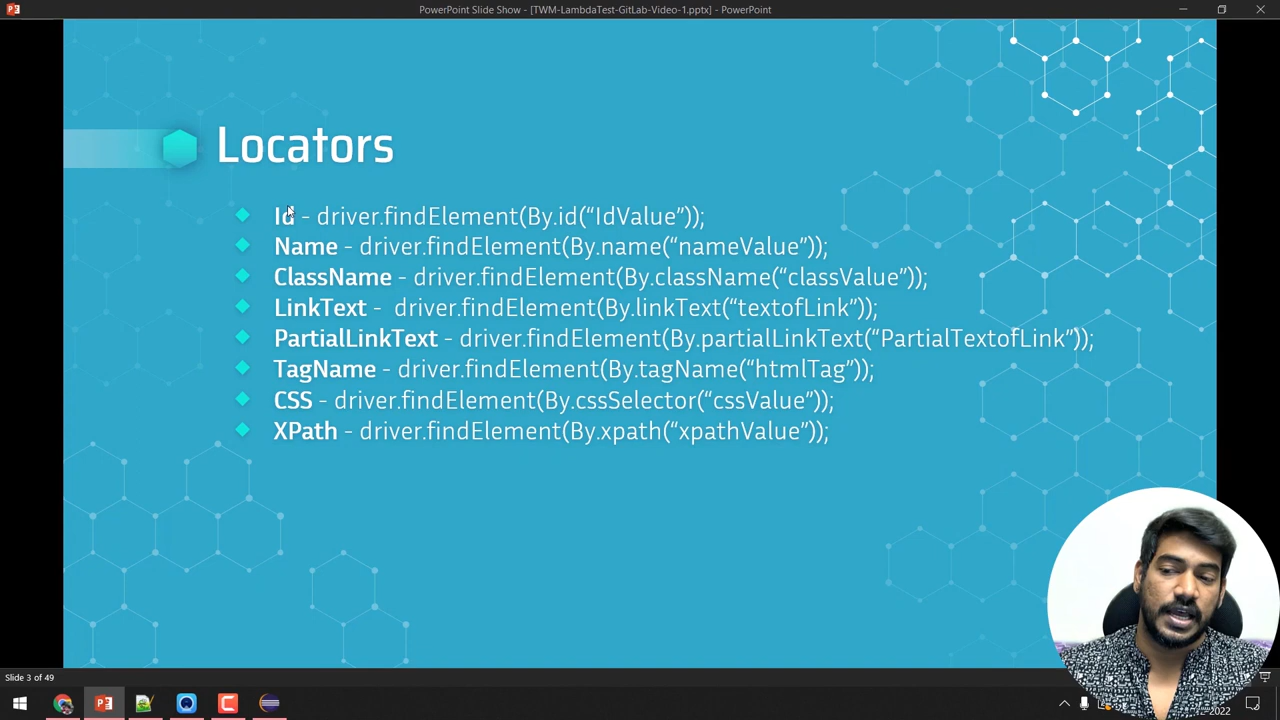 PowerPoint Slide Show - [TWM-LambdaTest-GitLab-Video-1.pptx] - PowerPoint
Locators
Id - driver.findElement(By.id(“IdValue”));
Name - driver.findElement(By.name(“nameValue”));
ClassName - driver.findElement(By.className(“classValue”));
LinkText - driver.findElement(By.linkText(“textofLink”));
PartialLinkText - driver.findElement(By.partialLinkText(“PartialTextofLink”));
TagName - driver.findElement(By.tagName(“htmlTag”));
CSS - driver.findElement(By.cssSelector(“cssValue”));
XPath - driver.findElement(By.xpath(“xpathValue”));
Slide 3 of 49
2022